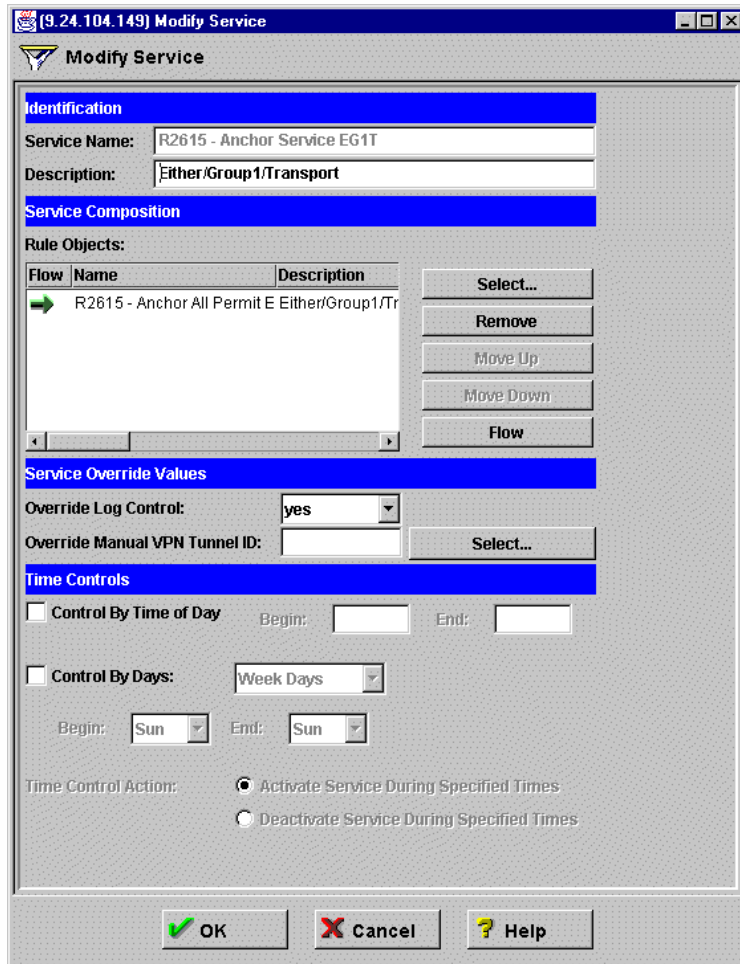 (9.24.104.149) Modify Service
Modify Service
Identification
Service Name: R2615 - Anchor Service EG1T
Description: Either/Group1/Transport
Service Composition
Rule Objects:
Flow Name Description
R2615 - Anchor All Permit E Either/Group1/Tr
Select...
Remove
Move Up
Move Down
Flow
Service Override Values
Override Log Control: yes
Override Manual VPN Tunnel ID: Select...
Time Controls
Control By Time of Day Begin: End:
Control By Days: Week Days
Begin: Sun End: Sun
Time Control Action: Activate Service During Specified Times
Deactivate Service During Specified Times
OK Cancel ? Help